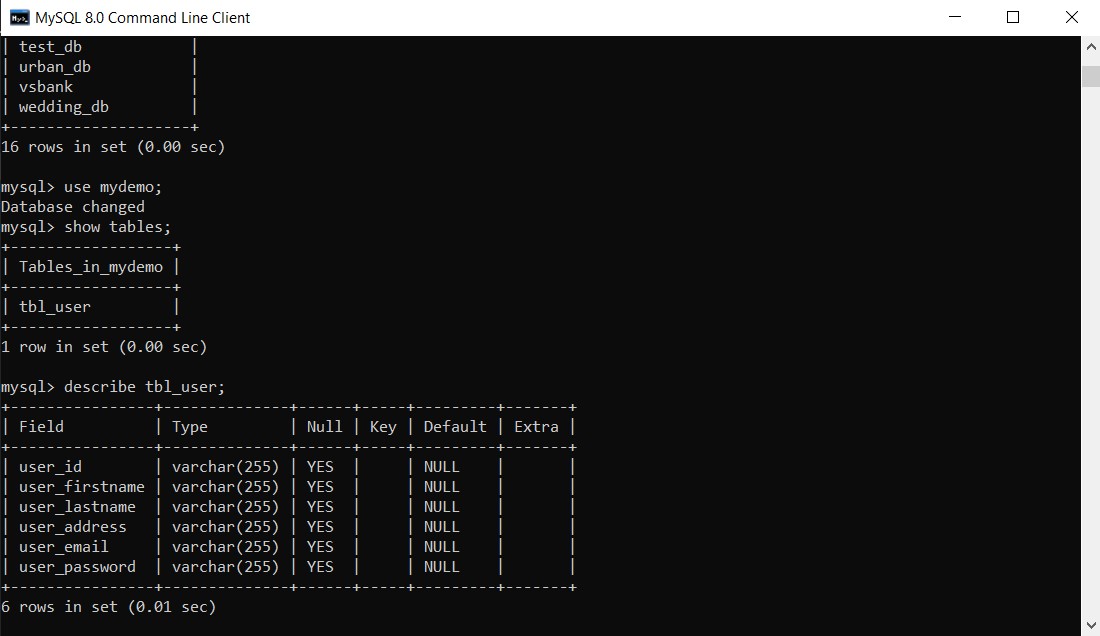 MySQL 8.0 Command Line Client
| test_db            |
| urban_db           |
| vsbank             |
| wedding_db         |
+--------------------+
16 rows in set (0.00 sec)

mysql> use mydemo;
Database changed
mysql> show tables;
+------------------+
| Tables_in_mydemo |
+------------------+
| tbl_user         |
+------------------+
1 row in set (0.00 sec)

mysql> describe tbl_user;
+----------------+--------------+------+-----+---------+-------+
| Field          | Type         | Null | Key | Default | Extra |
+----------------+--------------+------+-----+---------+-------+
| user_id        | varchar(255) | YES  |     | NULL    |       |
| user_firstname | varchar(255) | YES  |     | NULL    |       |
| user_lastname  | varchar(255) | YES  |     | NULL    |       |
| user_address   | varchar(255) | YES  |     | NULL    |       |
| user_email     | varchar(255) | YES  |     | NULL    |       |
| user_password  | varchar(255) | YES  |     | NULL    |       |
+----------------+--------------+------+-----+---------+-------+
6 rows in set (0.01 sec)